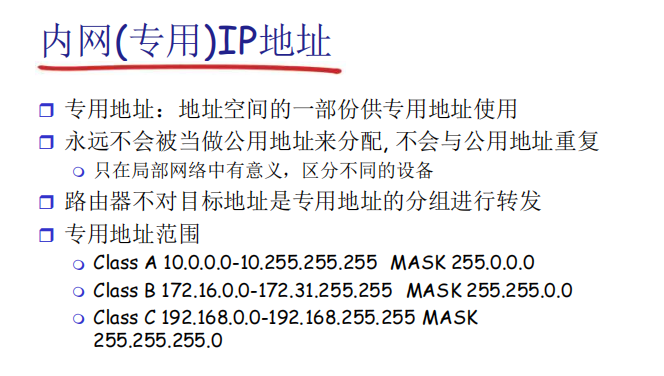 内网(专用)IP地址
专用地址：地址空间的一部份供专用地址使用
永远不会被当做公用地址来分配, 不会与公用地址重复
只在局部网络中有意义，区分不同的设备
路由器不对目标地址是专用地址的分组进行转发
专用地址范围
Class A 10.0.0.0-10.255.255.255 MASK 255.0.0.0
Class B 172.16.0.0-172.31.255.255 MASK 255.255.0.0
Class C 192.168.0.0-192.168.255.255 MASK
255.255.255.0